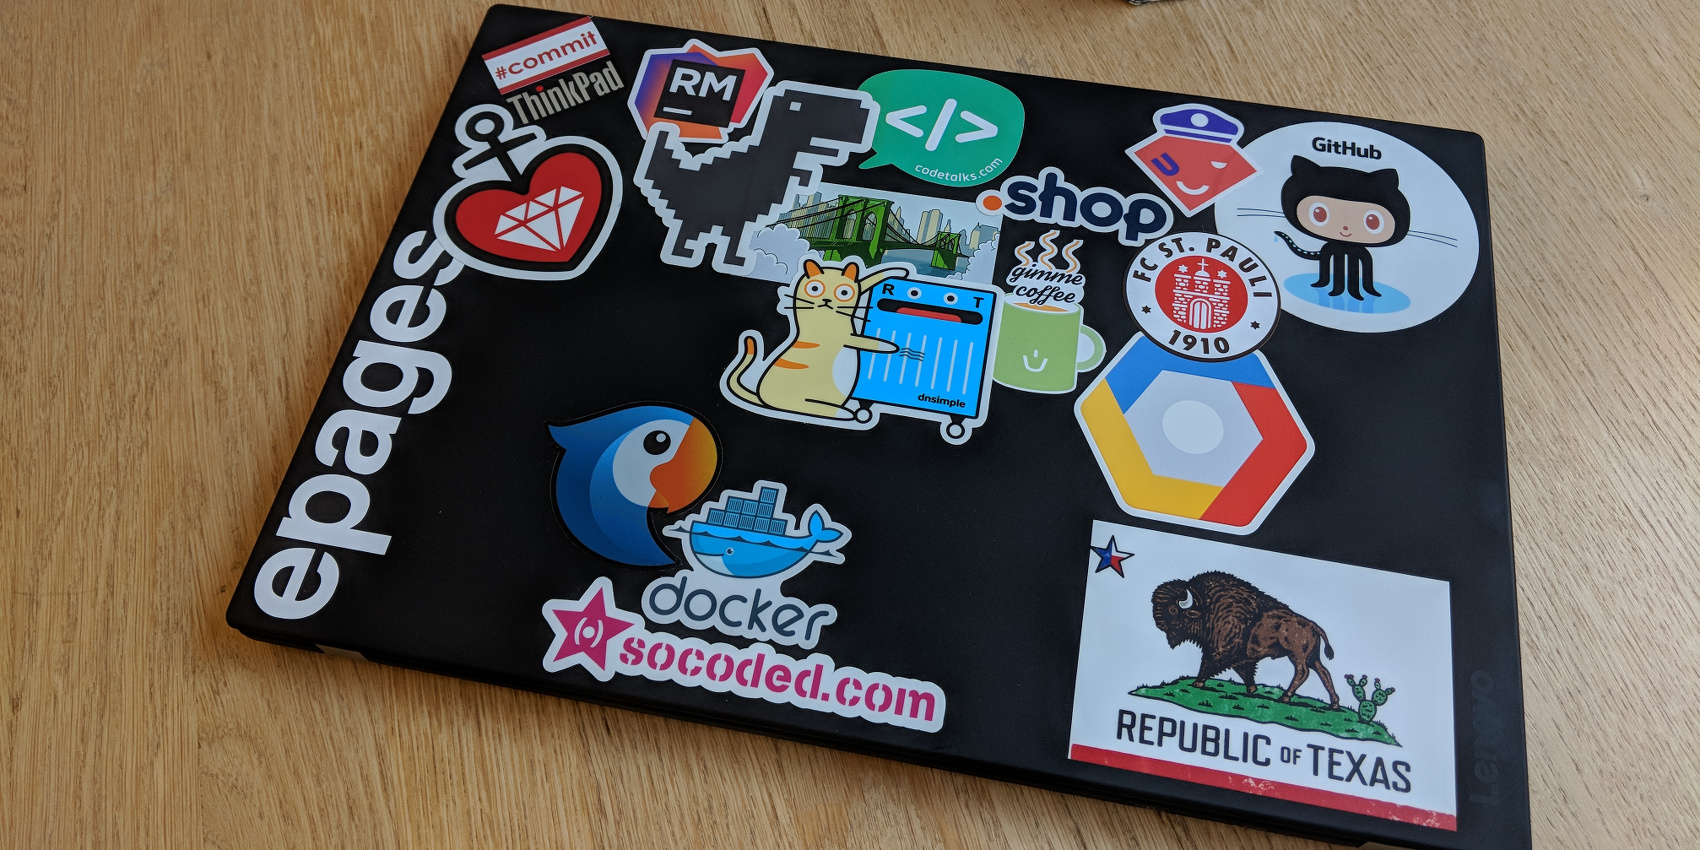 #commit
ThinkPad
RM
</>
codetalks.com
GitHub
.shop
FC ST. PAULI
1910
gimme
coffee
R O O T
dnsimple
epages
docker
socoded.com
REPUBLIC OF TEXAS
Lenovo